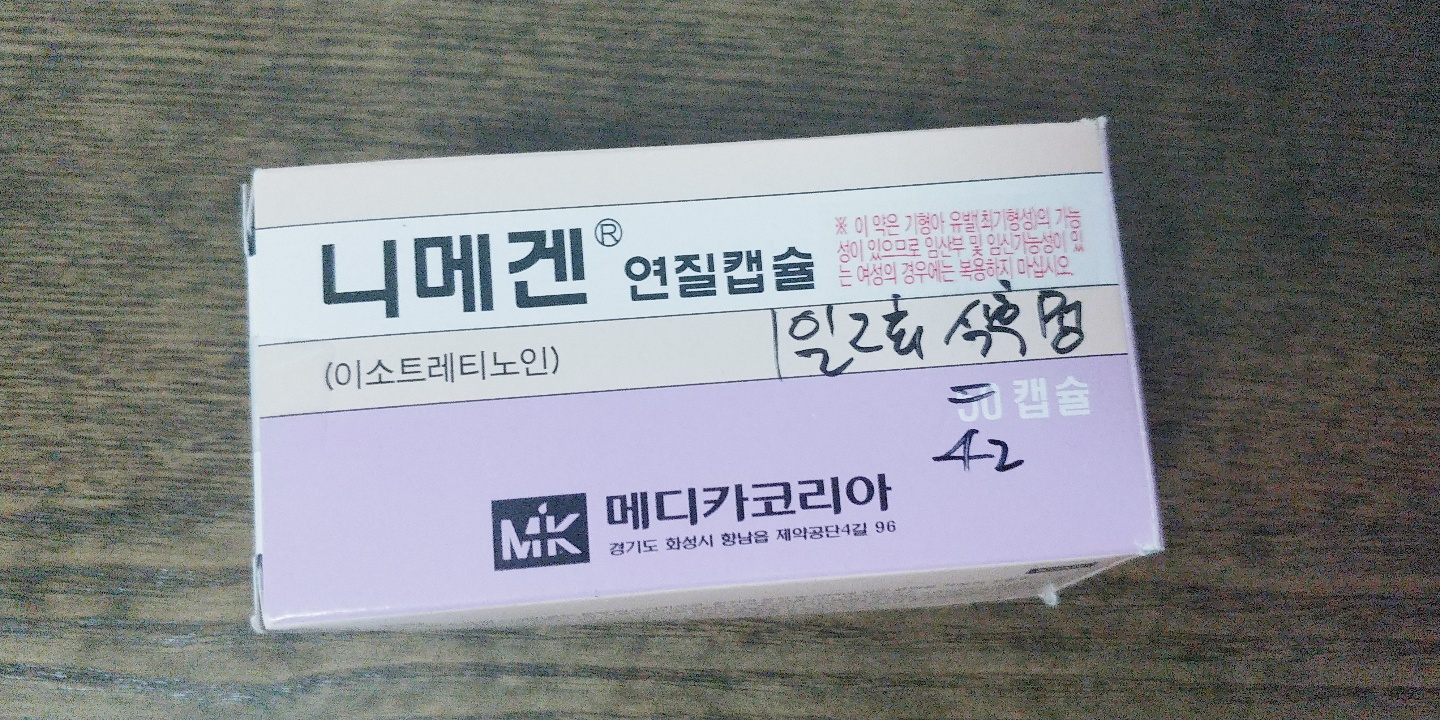 니메겐® 연질캡슐
※ 이 약은 기형아 유발(최기형성)의 가능
성이 있으므로 임산부 및 임신가능성이 있
는 여성의 경우에는 복용하지 마십시오.
(이소트레티노인)
1일2회 식후
캡슐
42
MK 메디카코리아
경기도 화성시 향남읍 제약공단4길 96